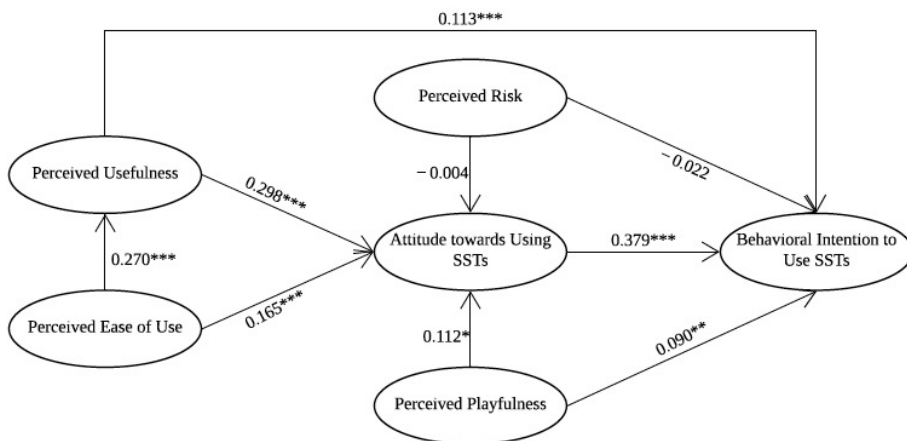 0.113***
Perceived Risk
Perceived Usefulness
−0.004
−0.022
0.298***
Attitude towards Using
SSTs
0.379***
Behavioral Intention to
Use SSTs
0.270***
Perceived Ease of Use
0.165***
0.112*
0.090**
Perceived Playfulness